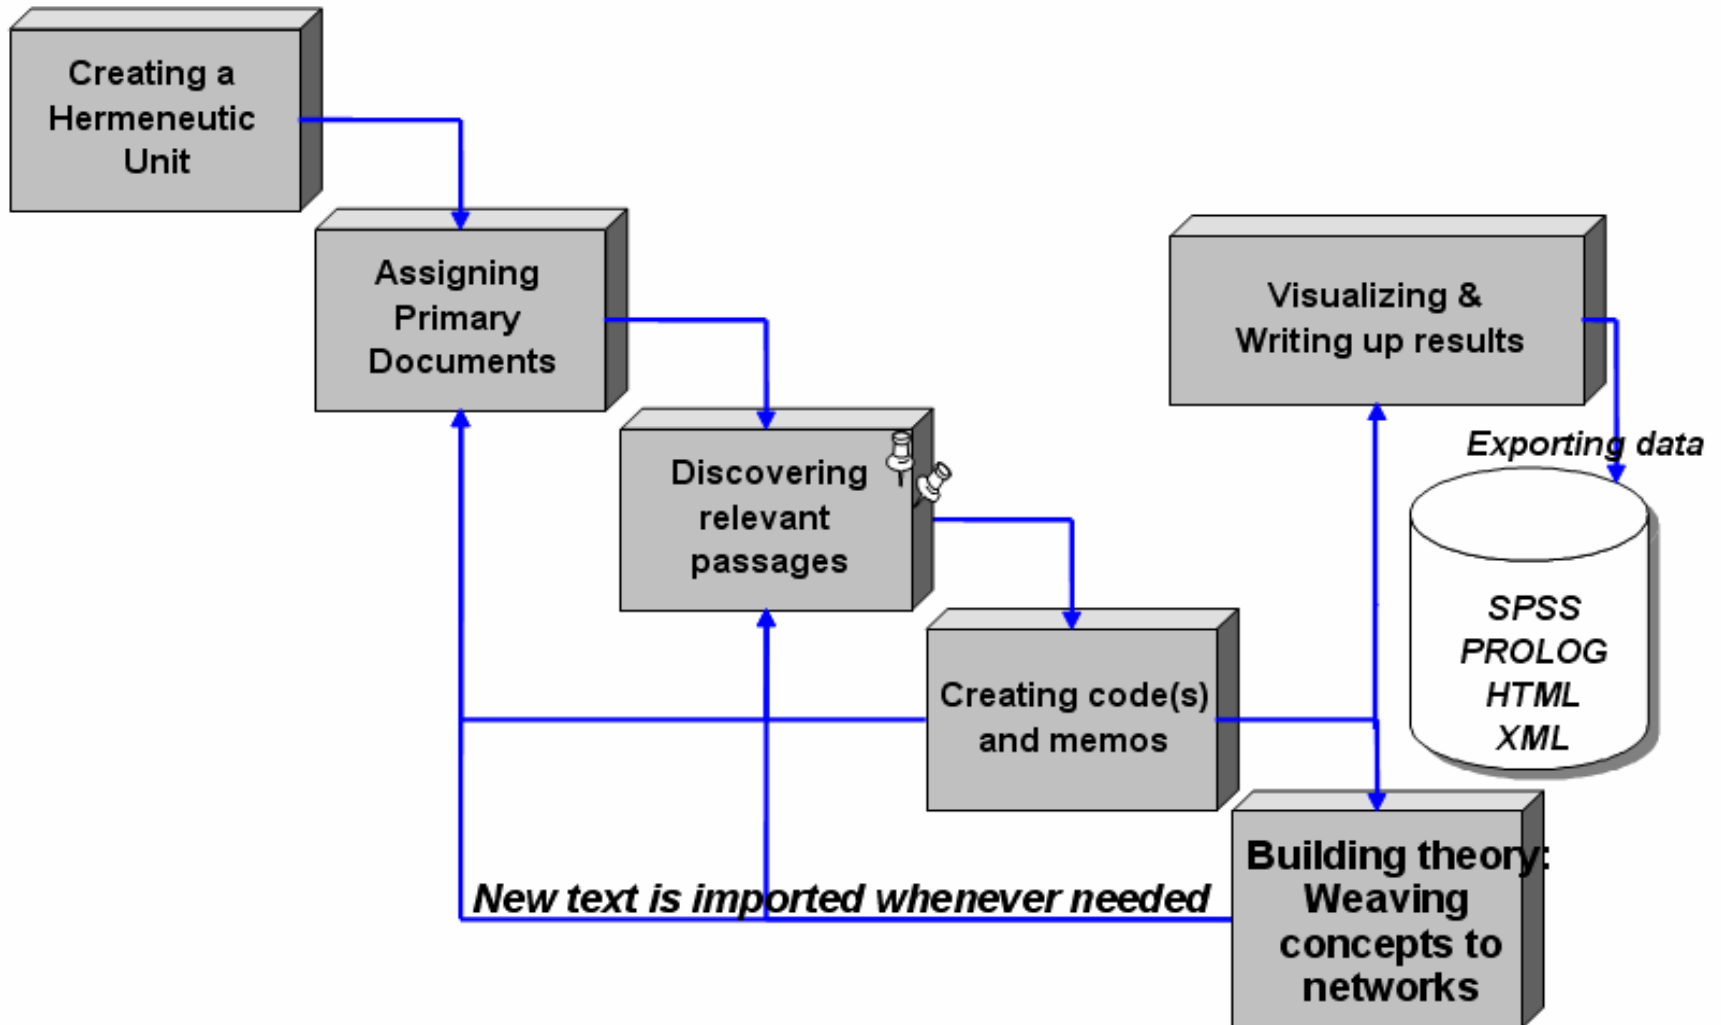 Creating a
Hermeneutic
Unit
Assigning
Primary
Documents
Discovering
relevant
passages
Creating code(s)
and memos
Building theory:
Weaving
concepts to
networks
New text is imported whenever needed
Visualizing &
Writing up results
Exporting data
SPSS
PROLOG
HTML
XML